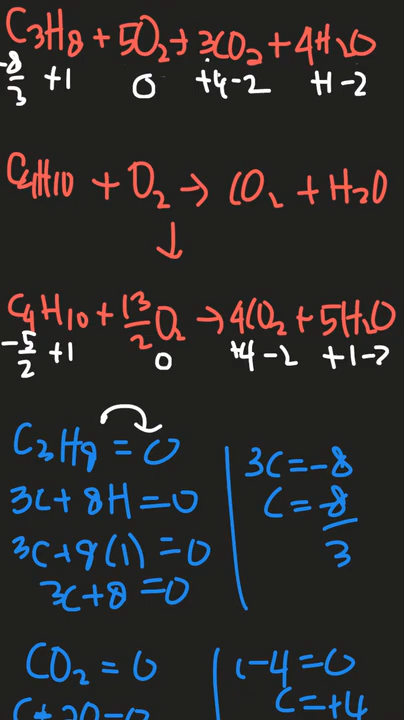 C3H8 + 5O2 → 3CO2 + 4H2O
-8/3 +1 0 +4 -2 +1 -2
C4H10 + O2 → CO2 + H2O
↓
C4H10 + 13/2 O2 → 4CO2 + 5H2O
-5/2 +1 0 +4 -2 +1 -2
C3H8 = 0
3C + 8H = 0
3C + 8(1) = 0
3C + 8 = 0
3C = -8
C = -8/3
CO2 = 0
C + 2O = 0
C - 4 = 0
C = +4